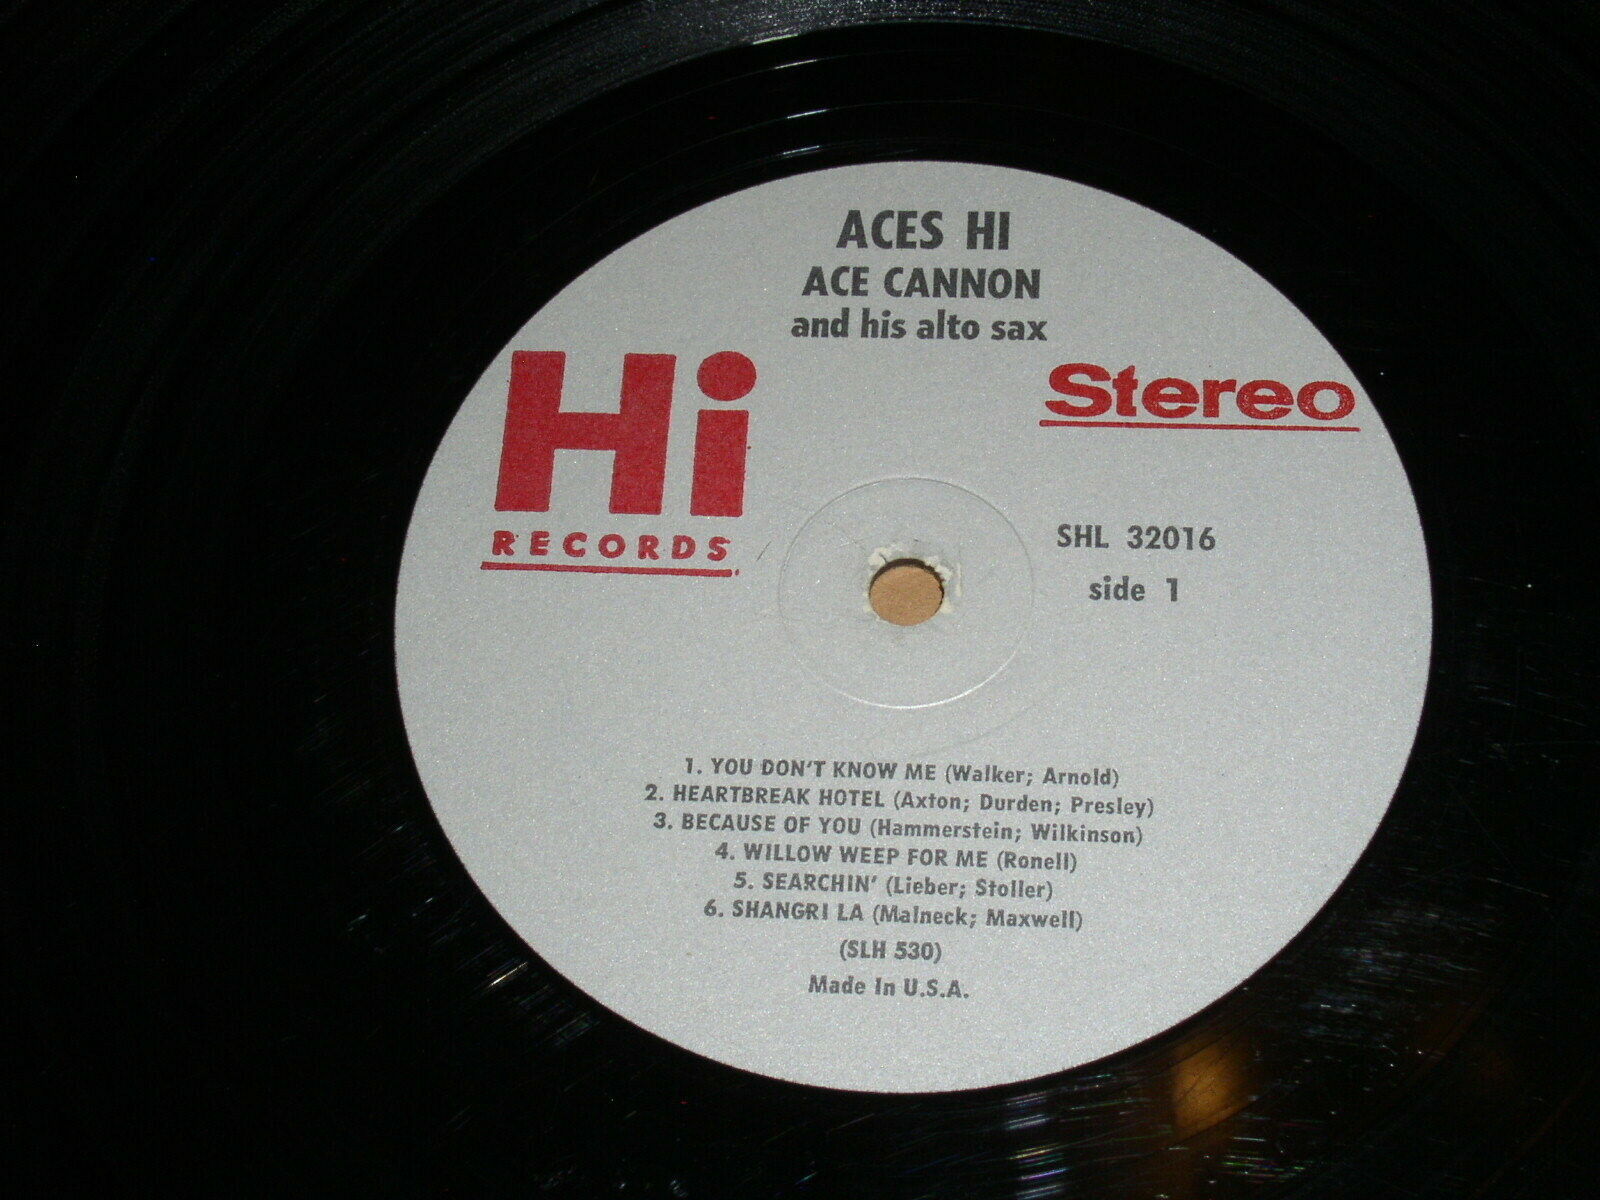 ACES HI
ACE CANNON
and his alto sax
Hi
RECORDS
Stereo
SHL 32016
side 1
1. YOU DON'T KNOW ME (Walker; Arnold)
2. HEARTBREAK HOTEL (Axton; Durden; Presley)
3. BECAUSE OF YOU (Hammerstein; Wilkinson)
4. WILLOW WEEP FOR ME (Ronell)
5. SEARCHIN' (Lieber; Stoller)
6. SHANGRI LA (Malneck; Maxwell)
(SLH 530)
Made In U.S.A.